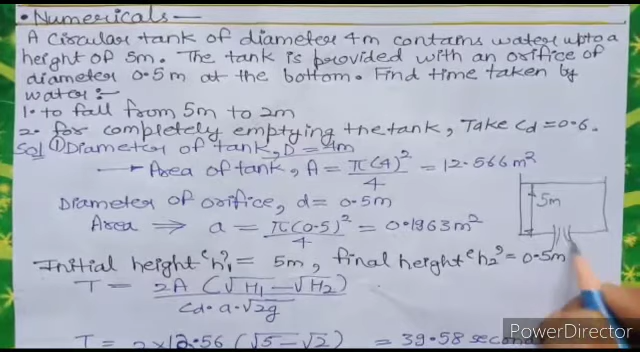 • Numericals —
A Circular tank of diameter 4m contains water upto a
height of 5m. The tank is provided with an orifice of
diameter 0.5m at the bottom. Find time taken by
water :-
1. to fall from 5m to 2m
2. for completely emptying the tank, Take Cd = 0.6.
Sol ① Diameter of tank, D = 4m
→ Area of tank, A = π(4)² / 4 = 12.566m²
5m
Diameter of orifice, d = 0.5m
Area ⇒ a = π(0.5)² / 4 = 0.1963m²
Initial height 'h₁' = 5m, final height 'h₂' = 0.5m
T = 2A (√H₁ - √H₂) / Cd·a·√2g
T = 2×12.56 (√5 - √2) = 39.58 second
PowerDirector